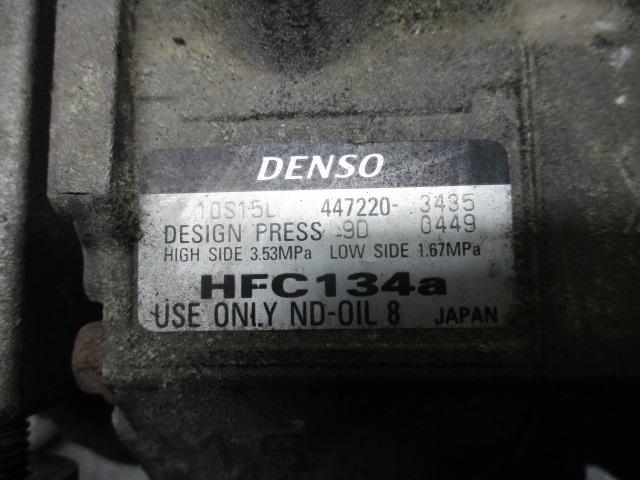 DENSO
10S15L 447220-3435
DESIGN PRESS 9D 0449
HIGH SIDE 3.53MPa LOW SIDE 1.67MPa
HFC134a
USE ONLY ND-OIL 8 JAPAN